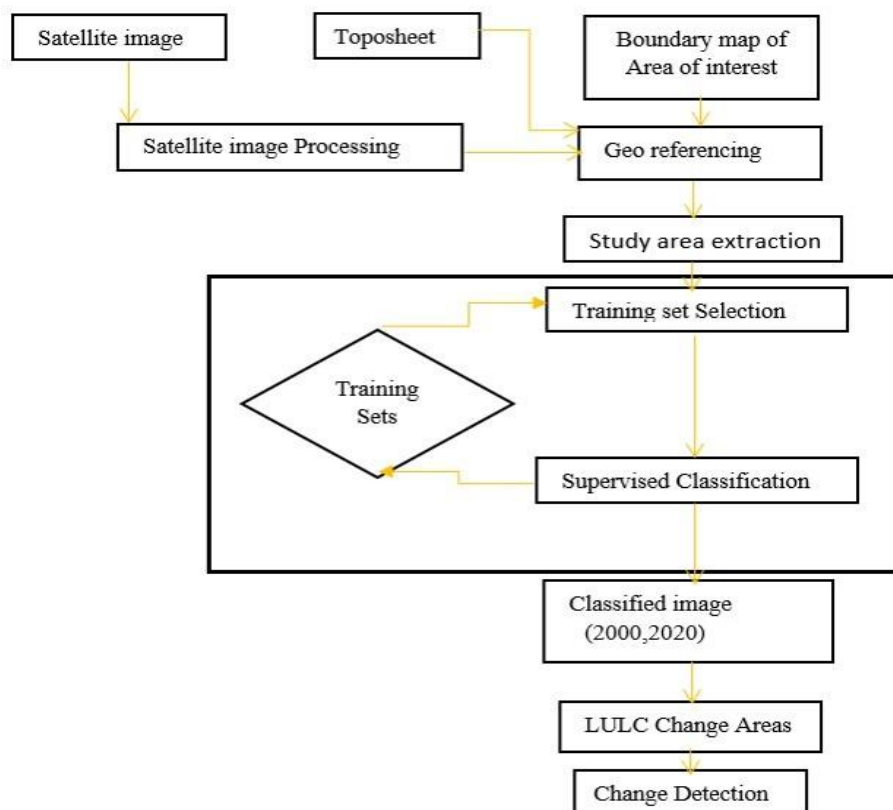 Satellite image
Toposheet
Boundary map of
Area of interest
Satellite image Processing
Geo referencing
Study area extraction
Training set Selection
Training
Sets
Supervised Classification
Classified image
(2000,2020)
LULC Change Areas
Change Detection